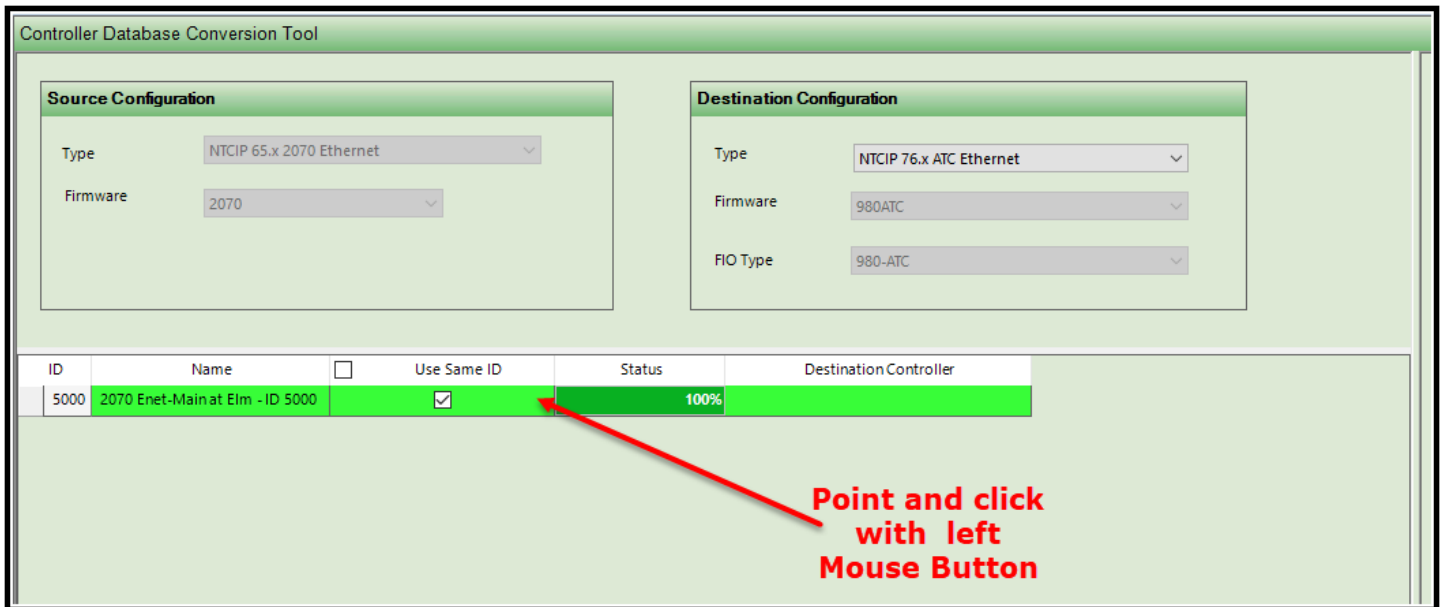 Controller Database Conversion Tool
Source Configuration
Type
NTCIP 65.x 2070 Ethernet
Firmware
2070
Destination Configuration
Type
NTCIP 76.x ATC Ethernet
Firmware
980ATC
FIO Type
980-ATC
ID Name Use Same ID Status Destination Controller
5000 2070 Enet-Main at Elm - ID 5000 100%
Point and click
with left
Mouse Button